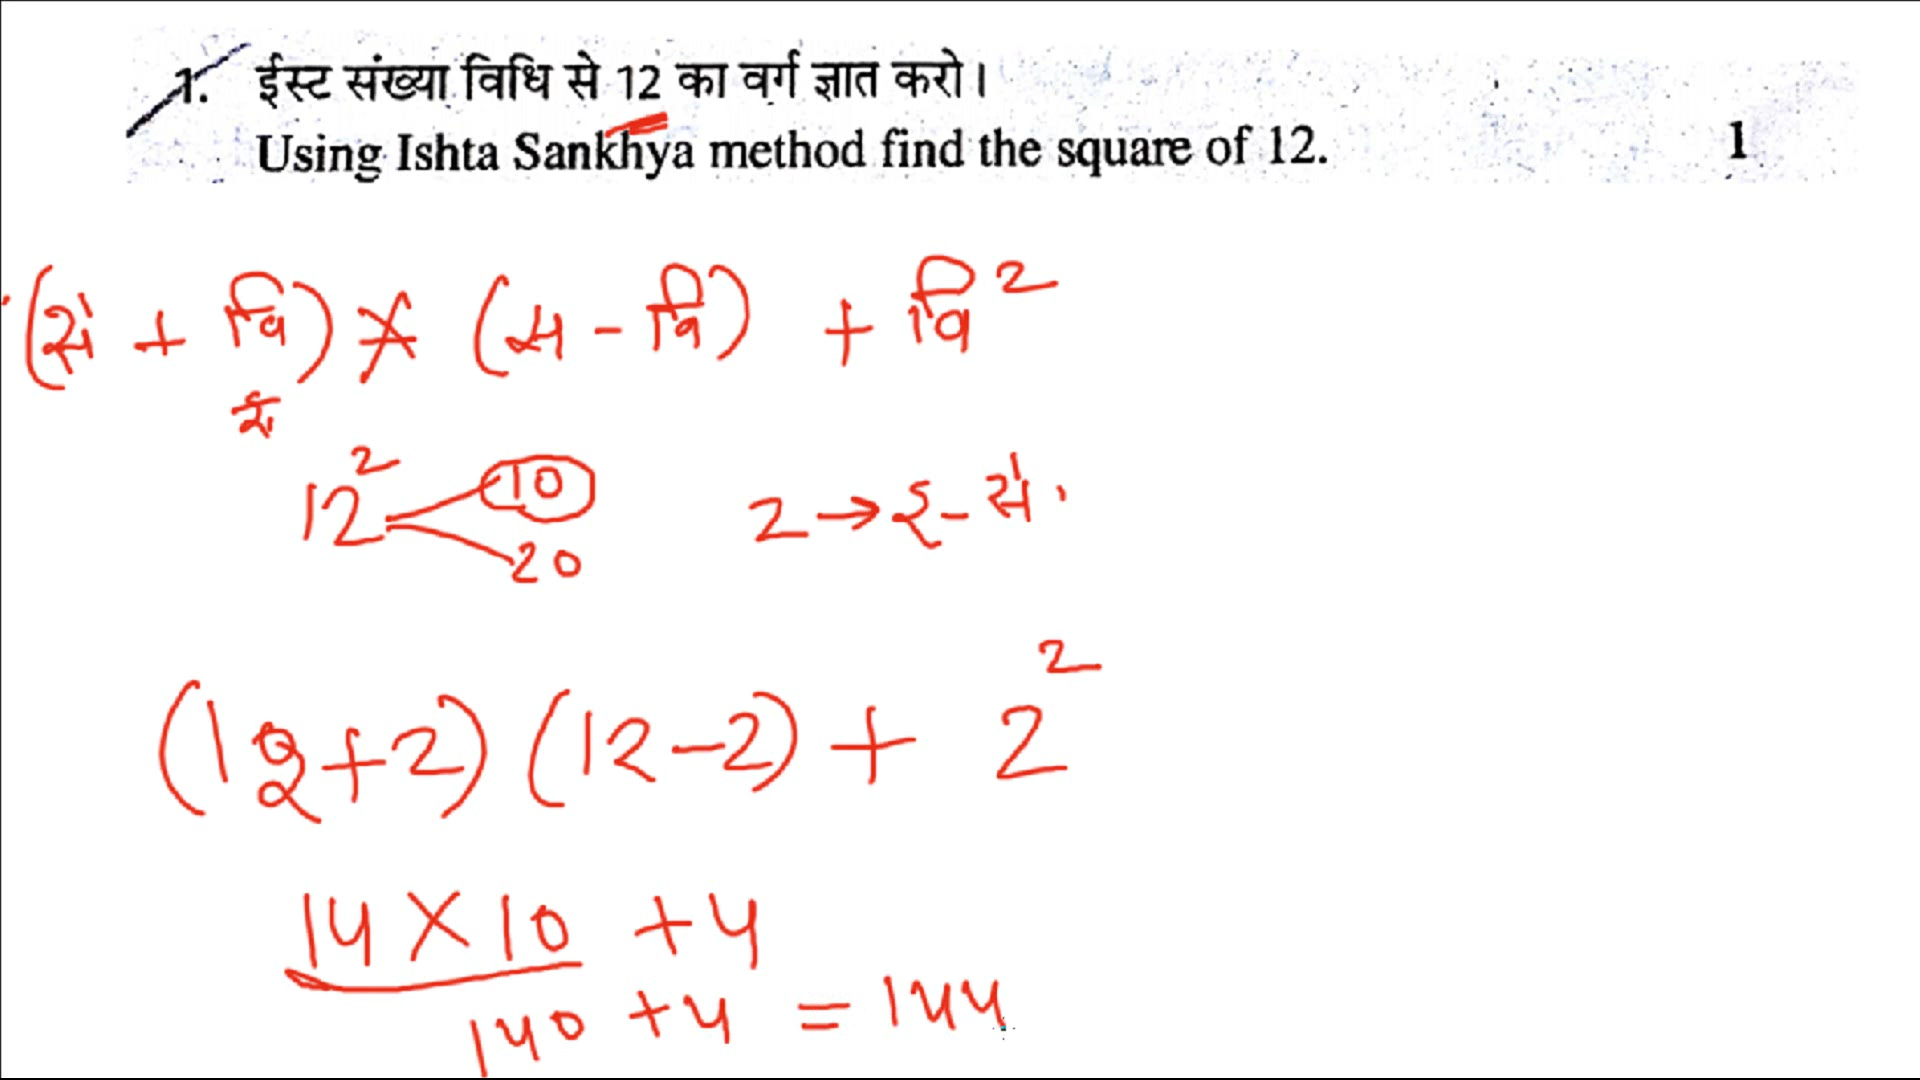 1. ईस्ट संख्या विधि से 12 का वर्ग ज्ञात करो।
Using Ishta Sankhya method find the square of 12. 1
(सं + वि) × (स - वि) + वि²
12² 10 2 → इ - सं.
20
(12+2) (12-2) + 2²
14 × 10 + 4
140 + 4 = 144